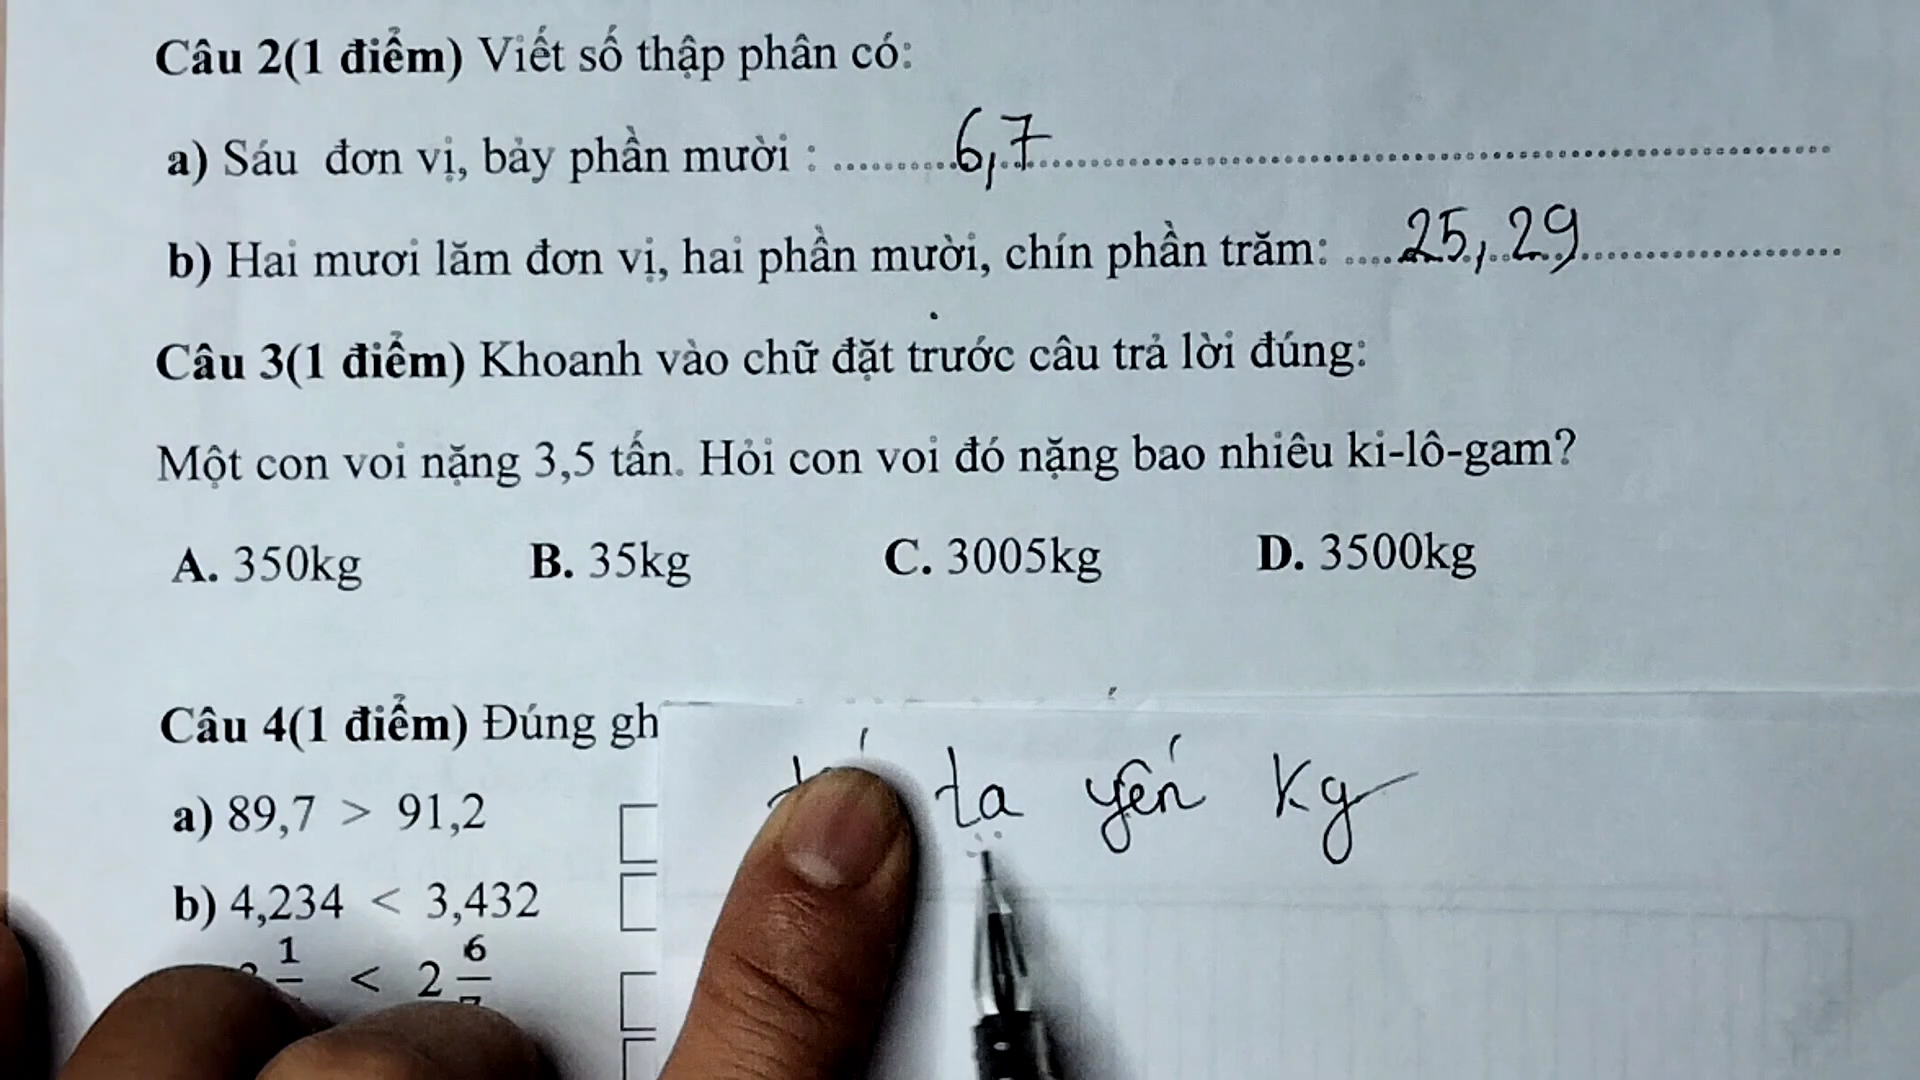 Câu 2(1 điểm) Viết số thập phân có:
a) Sáu đơn vị, bảy phần mười : ..........6,7..........
b) Hai mươi lăm đơn vị, hai phần mười, chín phần trăm: ....25,29..........
Câu 3(1 điểm) Khoanh vào chữ đặt trước câu trả lời đúng:
Một con voi nặng 3,5 tấn. Hỏi con voi đó nặng bao nhiêu ki-lô-gam?
A. 350kg B. 35kg C. 3005kg D. 3500kg
Câu 4(1 điểm) Đúng gh
a) 89,7 > 91,2
b) 4,234 < 3,432
ta yến kg
1 < 2 6